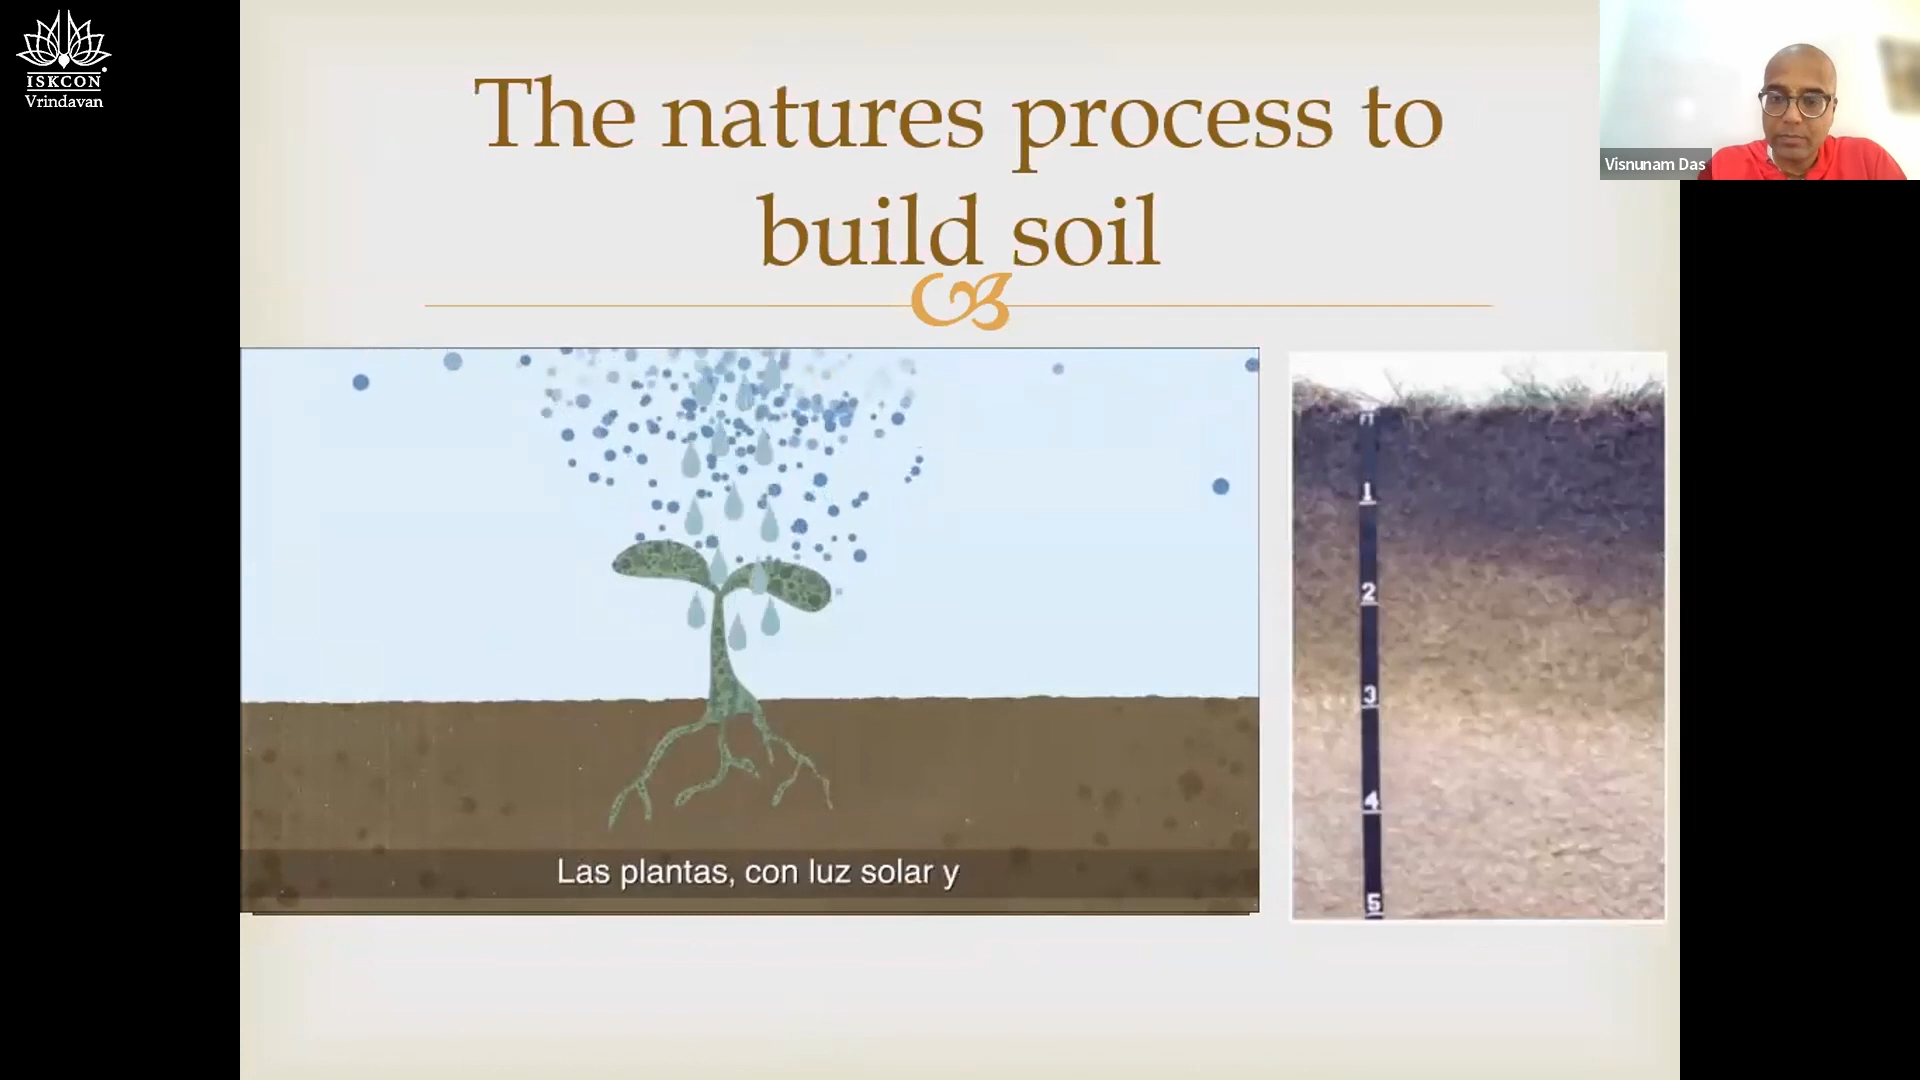 ISKCON
Vrindavan
The natures process to
build soil
Visnunam Das
1
2
3
4
5
Las plantas, con luz solar y